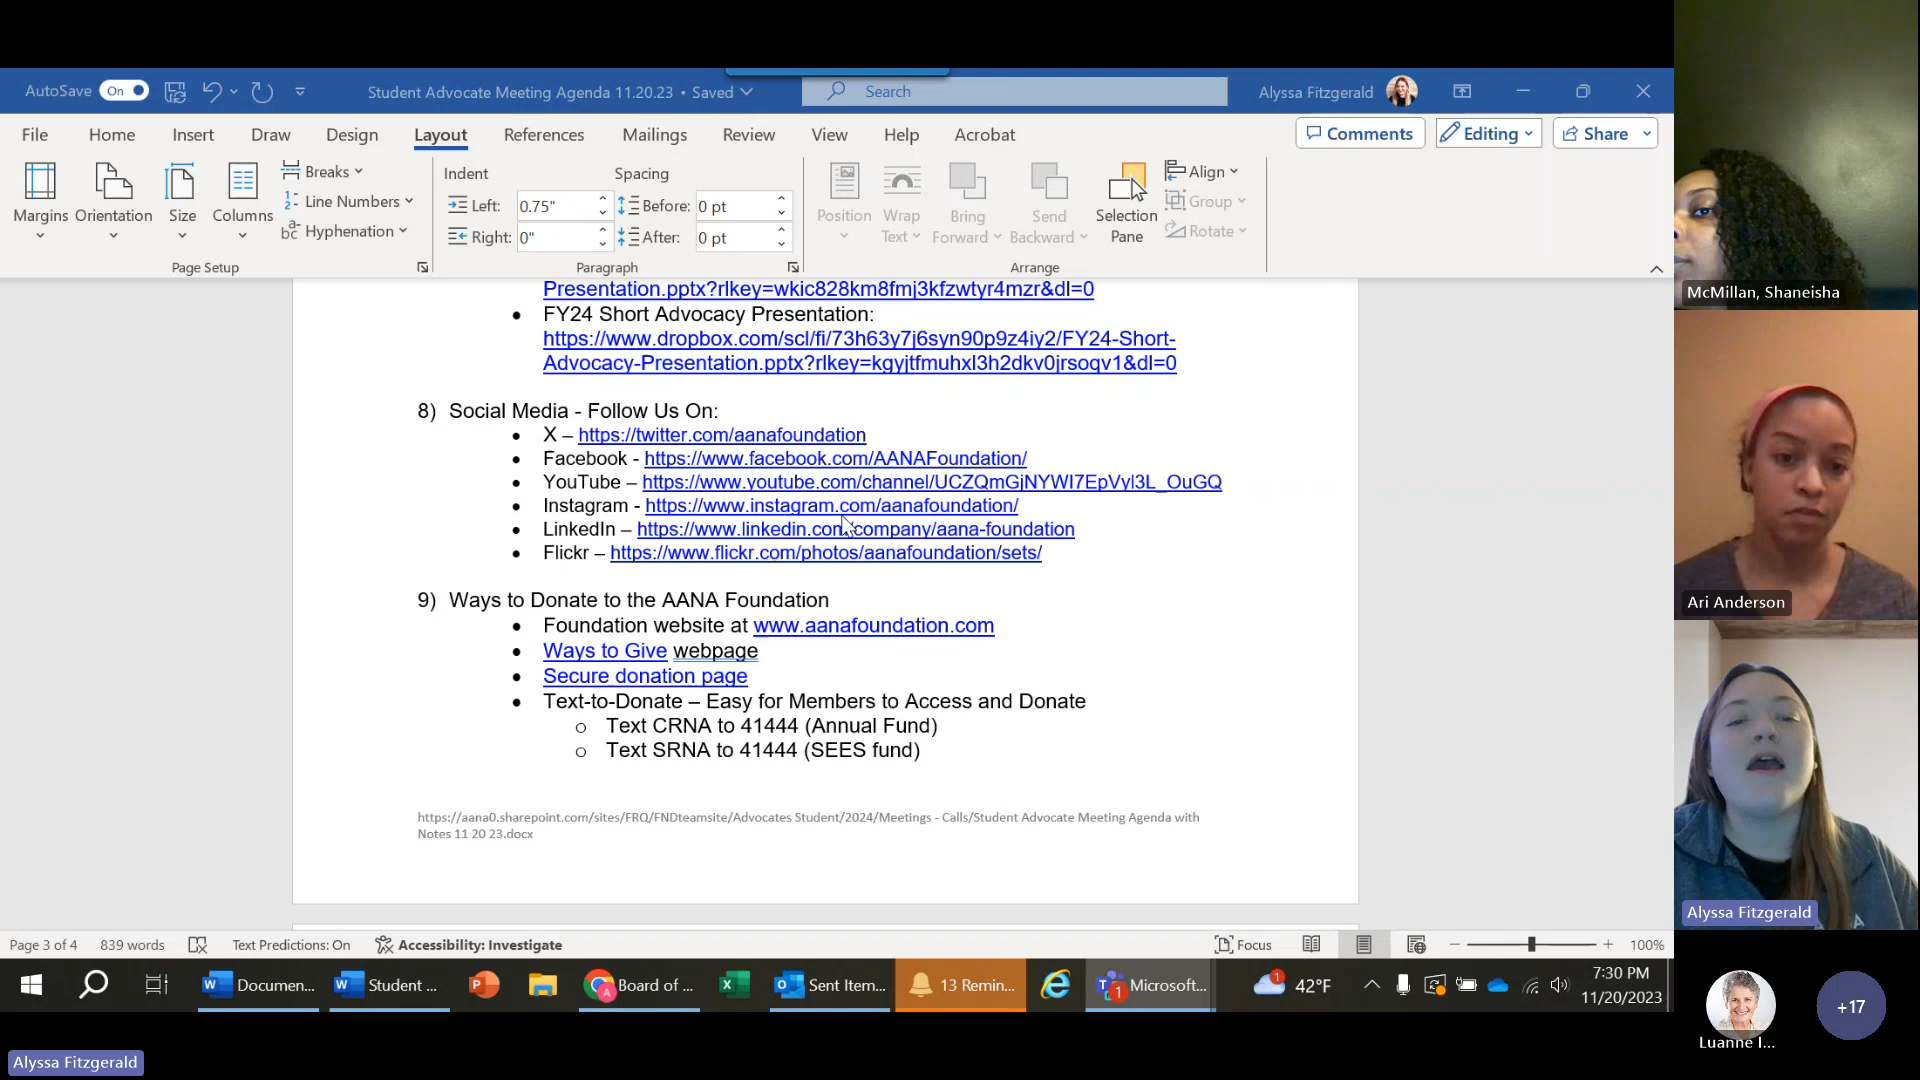 AutoSave On Student Advocate Meeting Agenda 11.20.23 • Saved Search Alyssa Fitzgerald
File Home Insert Draw Design Layout References Mailings Review View Help Acrobat Comments Editing Share
Margins Orientation Size Columns Breaks Line Numbers Hyphenation
Page Setup
Indent Spacing
Left: 0.75" Before: 0 pt
Right: 0" After: 0 pt
Paragraph
Position Wrap Text Bring Forward Send Backward Selection Pane Align Group Rotate
Arrange
Presentation.pptx?rlkey=wkic828km8fmj3kfzwtyr4mzr&dl=0
• FY24 Short Advocacy Presentation:
https://www.dropbox.com/scl/fi/73h63y7j6syn90p9z4iy2/FY24-Short-
Advocacy-Presentation.pptx?rlkey=kgyjtfmuhxl3h2dkv0jrsoqv1&dl=0
8) Social Media - Follow Us On:
• X – https://twitter.com/aanafoundation
• Facebook - https://www.facebook.com/AANAFoundation/
• YouTube – https://www.youtube.com/channel/UCZQmGjNYWI7EpVyl3L_OuGQ
• Instagram - https://www.instagram.com/aanafoundation/
• LinkedIn – https://www.linkedin.com/company/aana-foundation
• Flickr – https://www.flickr.com/photos/aanafoundation/sets/
9) Ways to Donate to the AANA Foundation
• Foundation website at www.aanafoundation.com
• Ways to Give webpage
• Secure donation page
• Text-to-Donate – Easy for Members to Access and Donate
o Text CRNA to 41444 (Annual Fund)
o Text SRNA to 41444 (SEES fund)
https://aana0.sharepoint.com/sites/FRQ/FNDteamsite/Advocates Student/2024/Meetings - Calls/Student Advocate Meeting Agenda with
Notes 11 20 23.docx
Page 3 of 4 839 words Text Predictions: On Accessibility: Investigate Focus 100%
Documen... Student ... Board of ... Sent Item... 13 Remin... Microsoft... 1 42°F
7:30 PM
11/20/2023
McMillan, Shaneisha
Ari Anderson
Alyssa Fitzgerald
Luanne I...
+17
Alyssa Fitzgerald